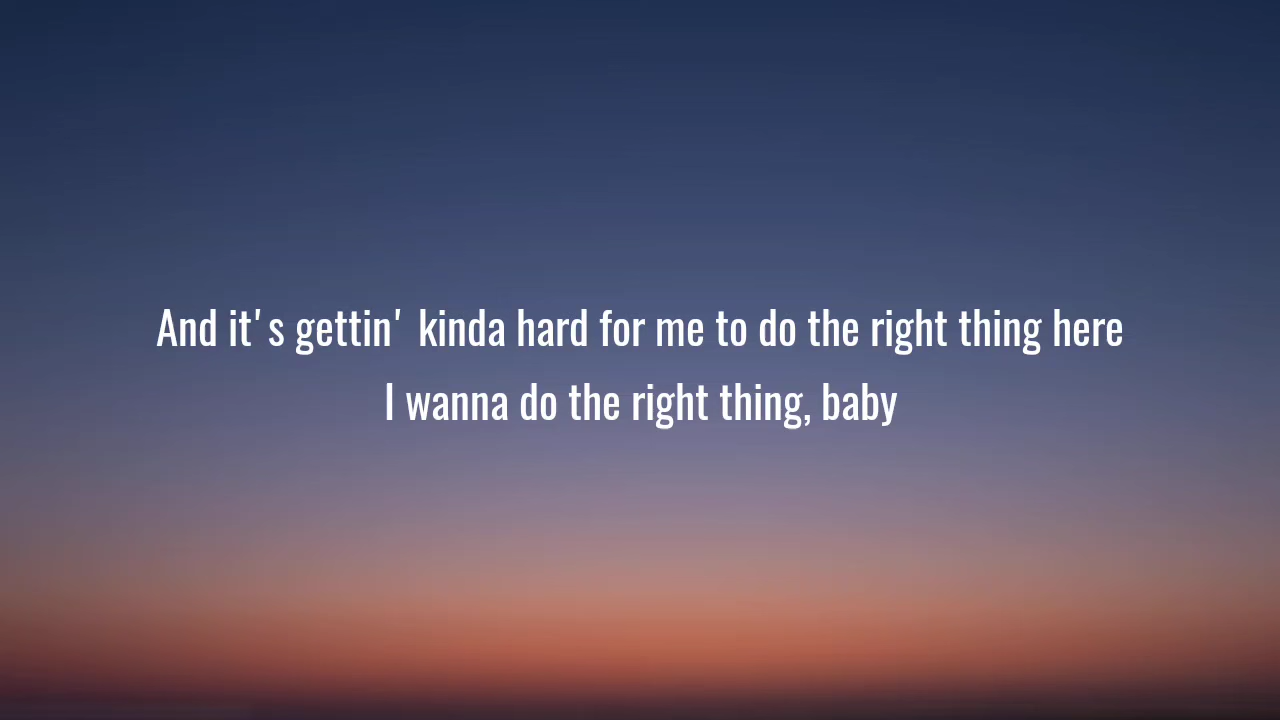 And it's gettin' kinda hard for me to do the right thing here
I wanna do the right thing, baby